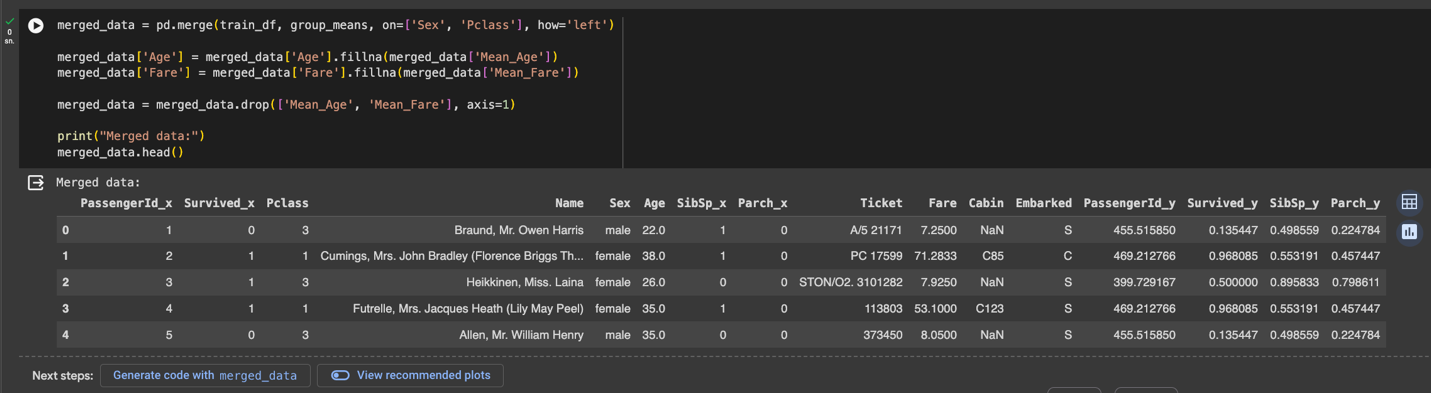 merged_data = pd.merge(train_df, group_means, on=['Sex', 'Pclass'], how='left')
0
sn.
merged_data['Age'] = merged_data['Age'].fillna(merged_data['Mean_Age'])
merged_data['Fare'] = merged_data['Fare'].fillna(merged_data['Mean_Fare'])
merged_data = merged_data.drop(['Mean_Age', 'Mean_Fare'], axis=1)
print("Merged data:")
merged_data.head()
Merged data:
PassengerId_x Survived_x Pclass Name Sex Age SibSp_x Parch_x Ticket Fare Cabin Embarked PassengerId_y Survived_y SibSp_y Parch_y
0 1 0 3 Braund, Mr. Owen Harris male 22.0 1 0 A/5 21171 7.2500 NaN S 455.515850 0.135447 0.498559 0.224784
1 2 1 1 Cumings, Mrs. John Bradley (Florence Briggs Th... female 38.0 1 0 PC 17599 71.2833 C85 C 469.212766 0.968085 0.553191 0.457447
2 3 1 3 Heikkinen, Miss. Laina female 26.0 0 0 STON/O2. 3101282 7.9250 NaN S 399.729167 0.500000 0.895833 0.798611
3 4 1 1 Futrelle, Mrs. Jacques Heath (Lily May Peel) female 35.0 1 0 113803 53.1000 C123 S 469.212766 0.968085 0.553191 0.457447
4 5 0 3 Allen, Mr. William Henry male 35.0 0 0 373450 8.0500 NaN S 455.515850 0.135447 0.498559 0.224784
Next steps: Generate code with merged_data View recommended plots